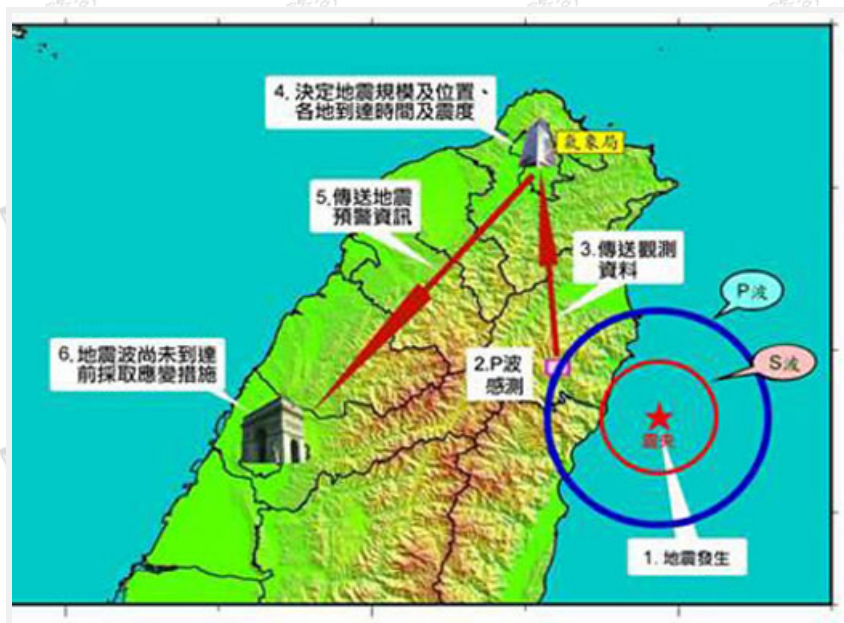 4. 決定地震規模及位置、
各地到達時間及震度
氣象局
5.傳送地震
預警資訊
3.傳送觀測
資料
P波
6.地震波尚未到達
前採取應變措施
2.P波
感測
S波
震央
1. 地震發生